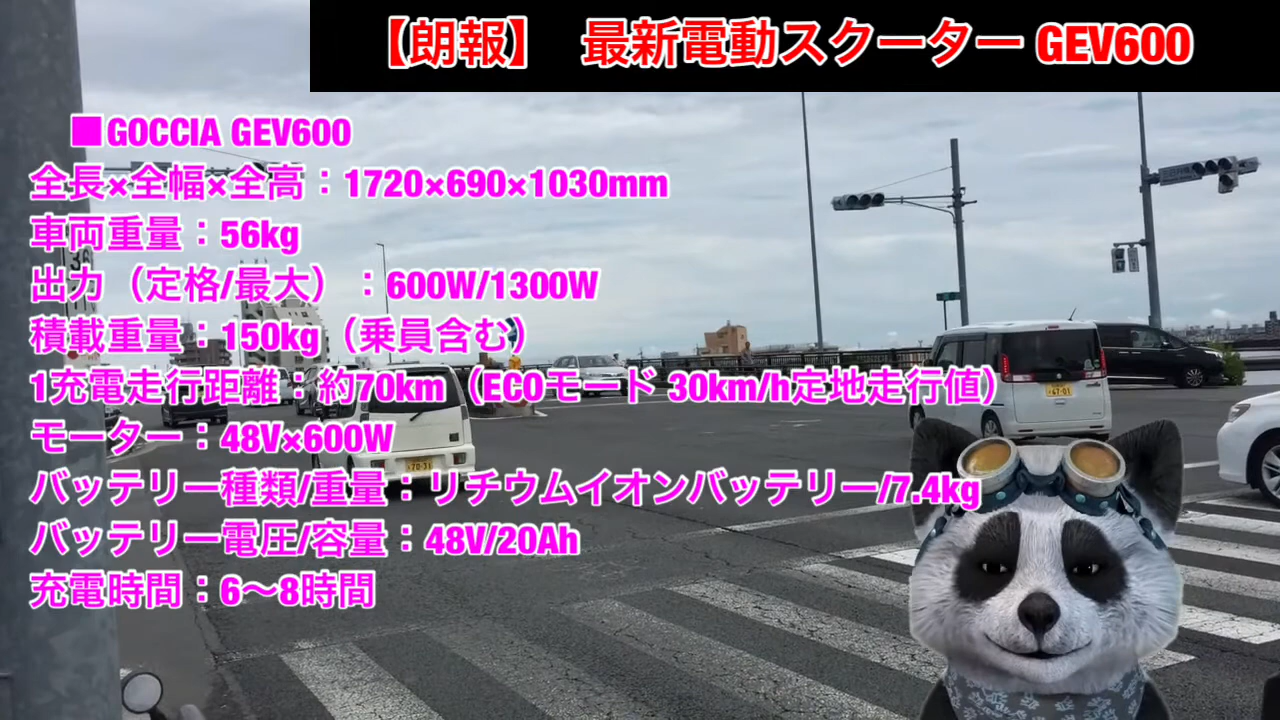 【朗報】 最新電動スクーター GEV600
■GOCCIA GEV600
全長×全幅×全高：1720×690×1030mm
車両重量：56kg
出力（定格/最大）：600W/1300W
積載重量：150kg（乗員含む）
1充電走行距離：約70km（ECOモード 30km/h定地走行値）
モーター：48V×600W
バッテリー種類/重量：リチウムイオンバッテリー/7.4kg
バッテリー電圧/容量：48V/20Ah
充電時間：6〜8時間
67-01
70-31